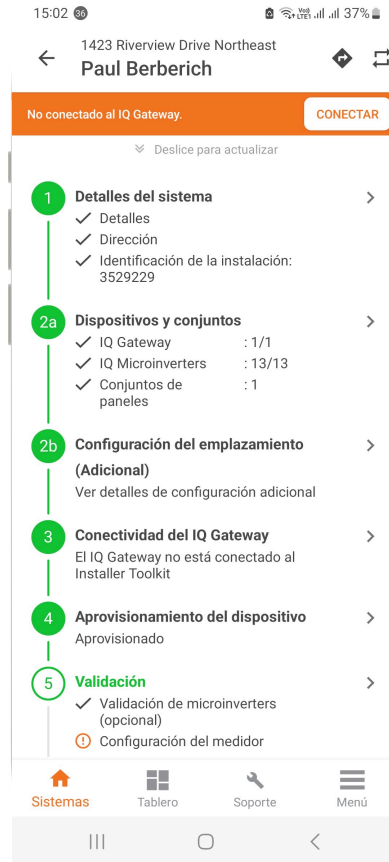 15:02 36 Vo) LTE1 37%
1423 Riverview Drive Northeast
Paul Berberich
No conectado al IQ Gateway. CONECTAR
Deslice para actualizar
1 Detalles del sistema
Detalles
Dirección
Identificación de la instalación:
3529229
2a Dispositivos y conjuntos
IQ Gateway : 1/1
IQ Microinverters : 13/13
Conjuntos de : 1
paneles
2b Configuración del emplazamiento
(Adicional)
Ver detalles de configuración adicional
3 Conectividad del IQ Gateway
El IQ Gateway no está conectado al
Installer Toolkit
4 Aprovisionamiento del dispositivo
Aprovisionado
5 Validación
Validación de microinverters
(opcional)
Configuración del medidor
Sistemas Tablero Soporte Menú